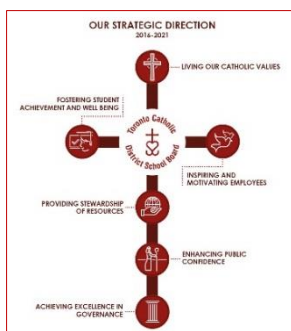 OUR STRATEGIC DIRECTION
2016-2021
LIVING OUR CATHOLIC VALUES
FOSTERING STUDENT
ACHIEVEMENT AND WELL BEING
Toronto Catholic
District School Board
INSPIRING AND
MOTIVATING EMPLOYEES
PROVIDING STEWARDSHIP
OF RESOURCES
ENHANCING PUBLIC
CONFIDENCE
ACHIEVING EXCELLENCE IN
GOVERNANCE